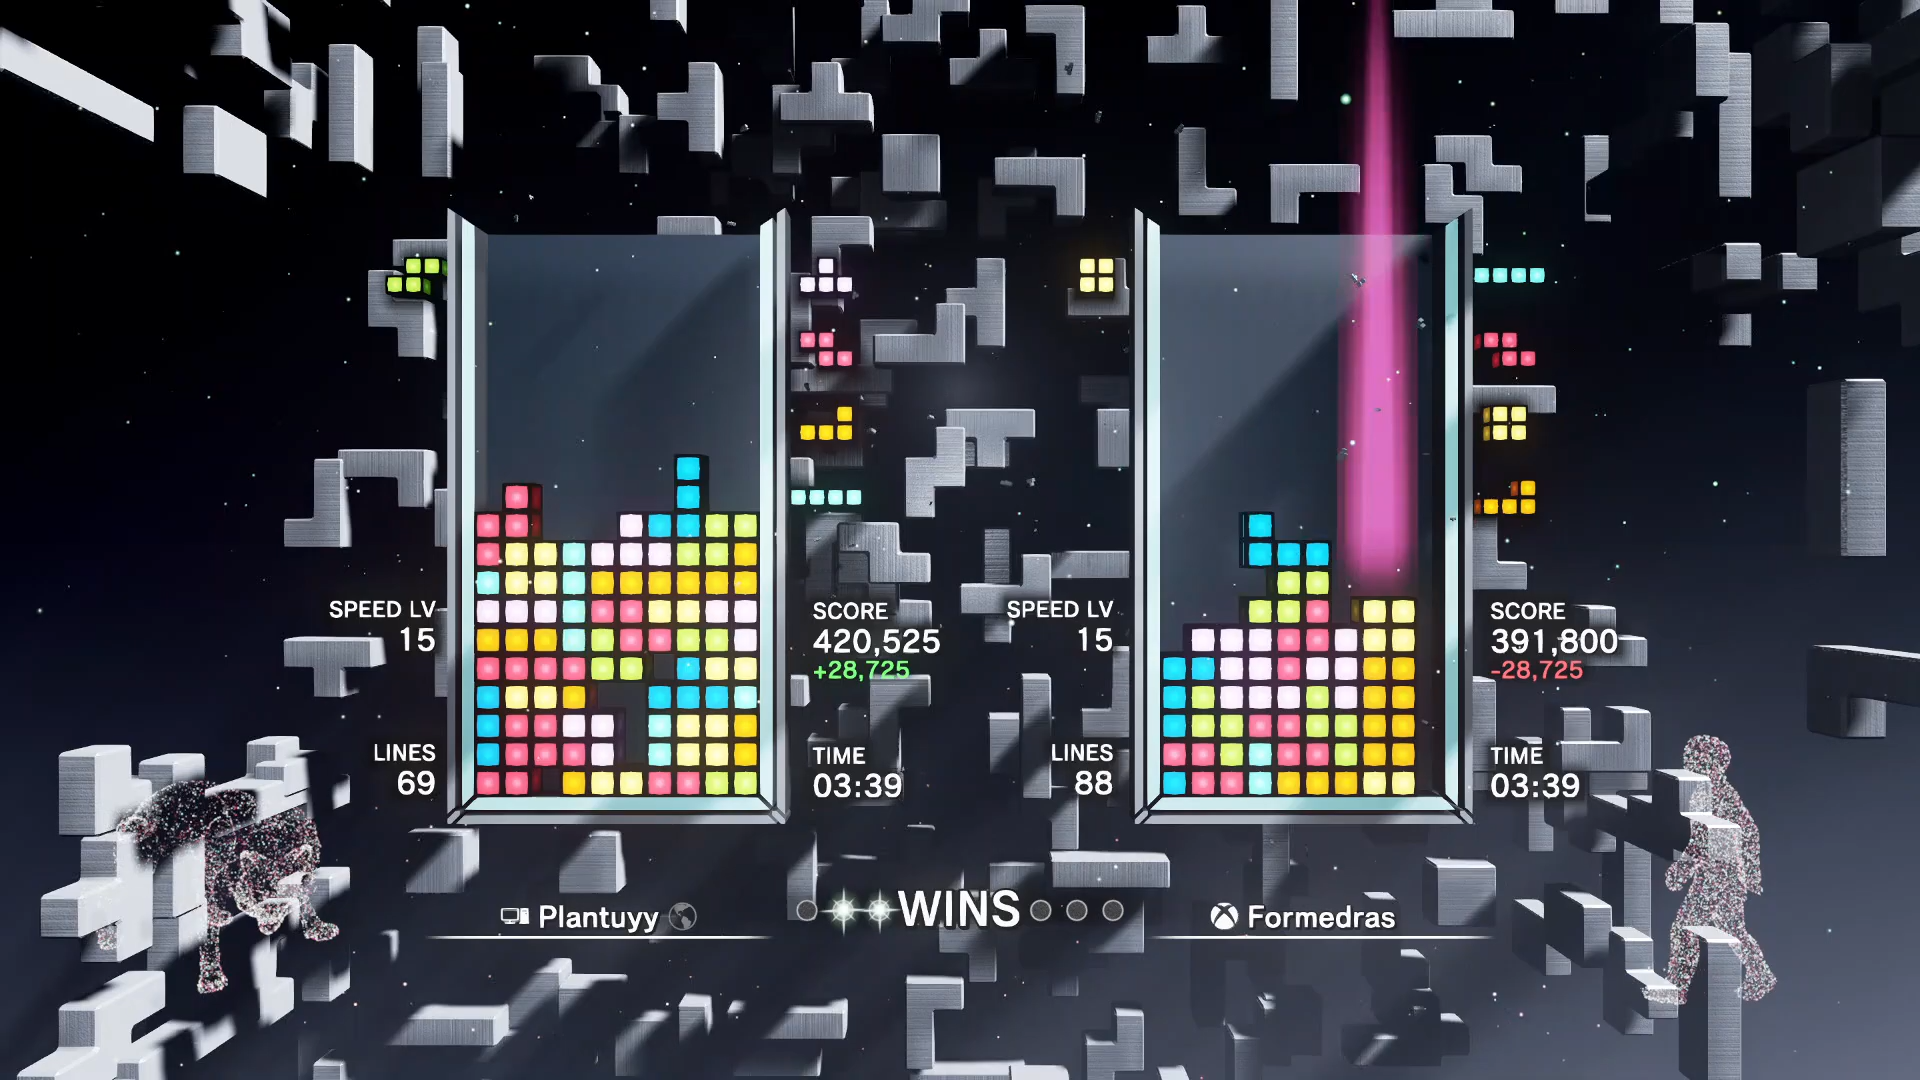 SPEED LV
15
LINES
69
SCORE
420,525
+28,725
TIME
03:39
SPEED LV
15
LINES
88
SCORE
391,800
-28,725
TIME
03:39
Plantuyy
WINS
Formedras